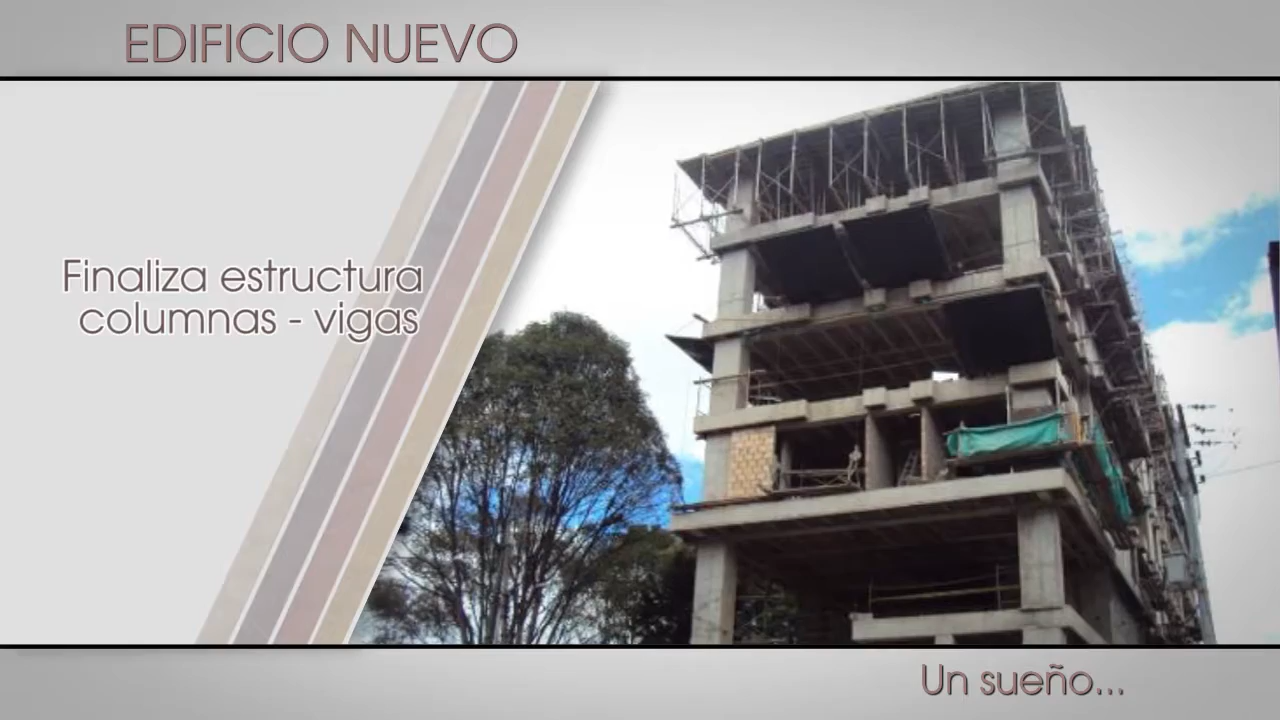 EDIFICIO NUEVO
Finaliza estructura
columnas - vigas
Un sueño...